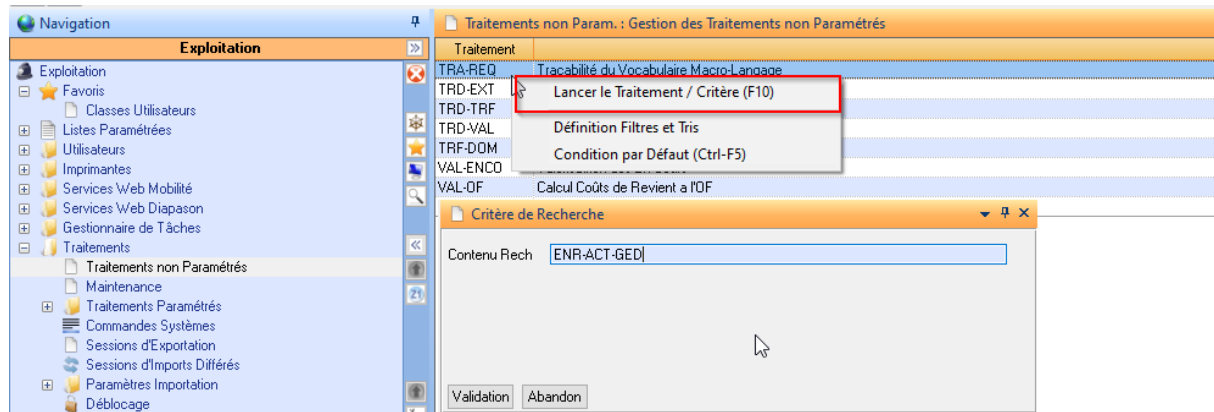 Navigation
Exploitation
Exploitation
Favoris
Classes Utilisateurs
Listes Paramétrées
Utilisateurs
Imprimantes
Services Web Mobilité
Services Web Diapason
Gestionnaire de Tâches
Traitements
Traitements non Paramétrés
Maintenance
Traitements Paramétrés
Commandes Systèmes
Sessions d'Exportation
Sessions d'Imports Différés
Paramètres Importation
Déblocage
Traitements non Param. : Gestion des Traitements non Paramétrés
Traitement
TRA-REQ Tracabilité du Vocabulaire Macro-Langage
TRD-EXT
TRD-TRF
TRD-VAL
TRF-DOM
VAL-ENCO
VAL-OF Calcul Coûts de Revient a l'OF
Lancer le Traitement / Critère (F10)
Définition Filtres et Tris
Condition par Défaut (Ctrl-F5)
Critère de Recherche
Contenu Rech ENR-ACT-GED
Validation Abandon